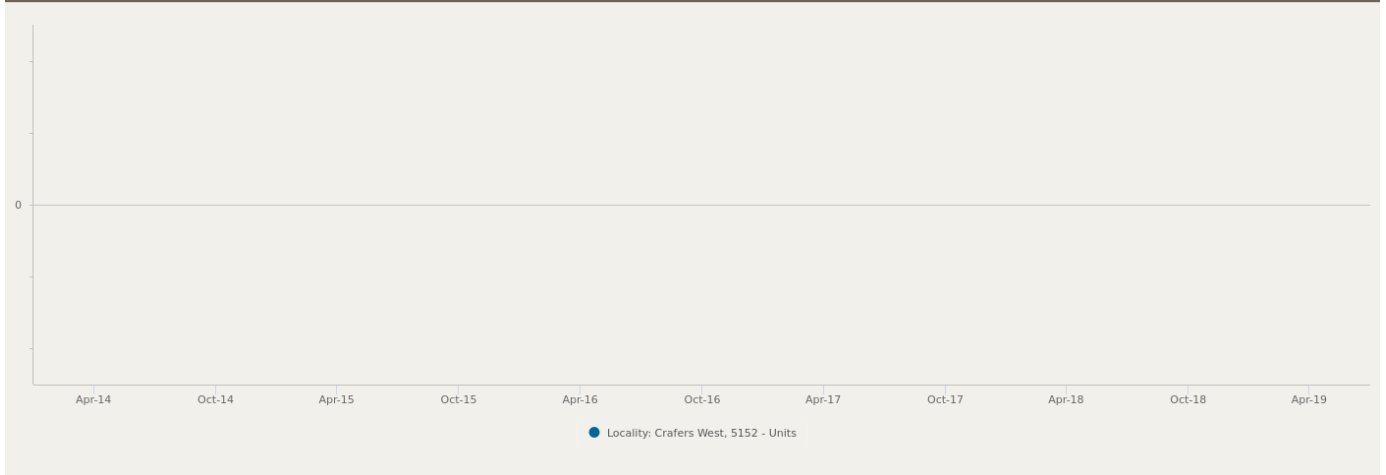 0
Apr-14 Oct-14 Apr-15 Oct-15 Apr-16 Oct-16 Apr-17 Oct-17 Apr-18 Oct-18 Apr-19
Locality: Crafers West, 5152 - Units